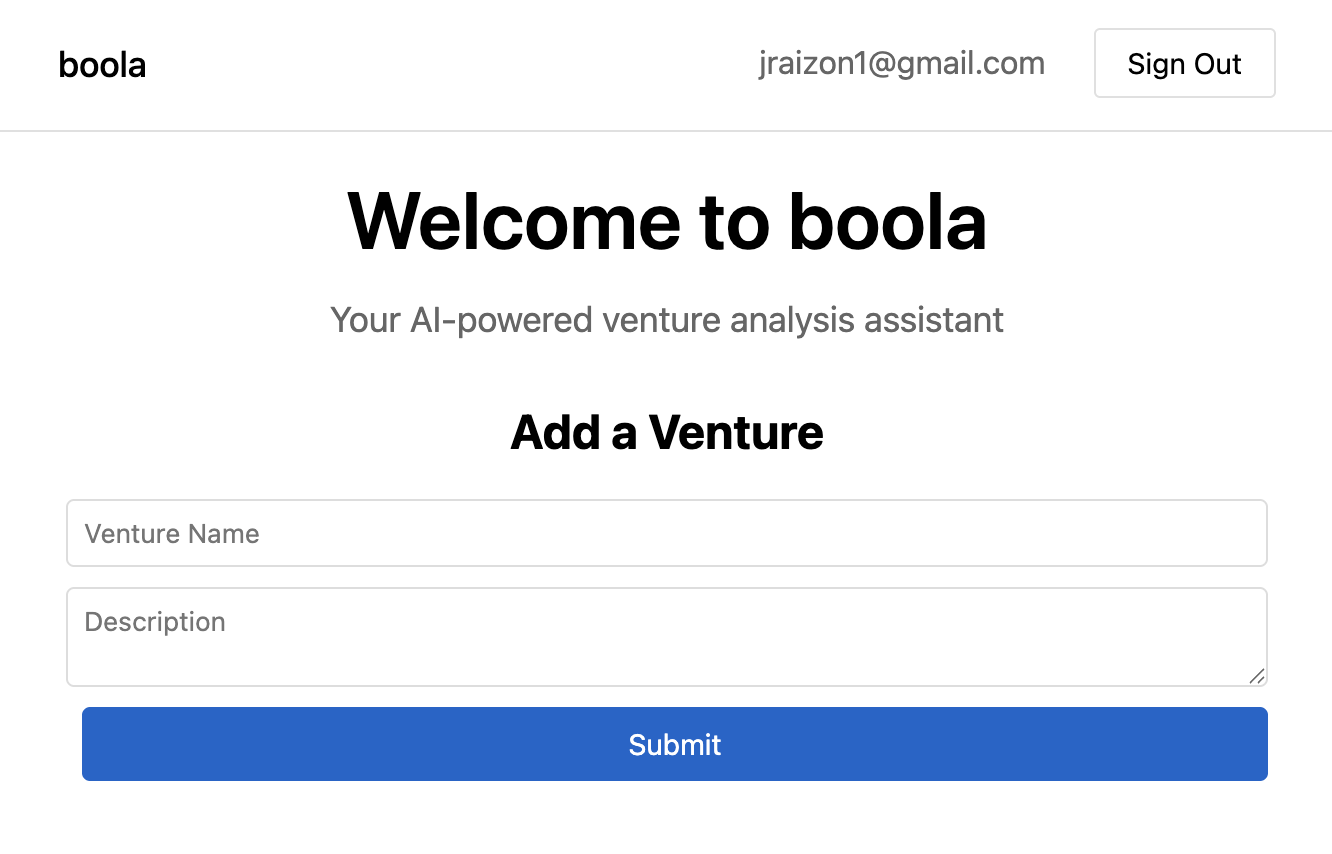 boola
jraizon1@gmail.com
Sign Out
Welcome to boola
Your AI-powered venture analysis assistant
Add a Venture
Venture Name
Description
Submit